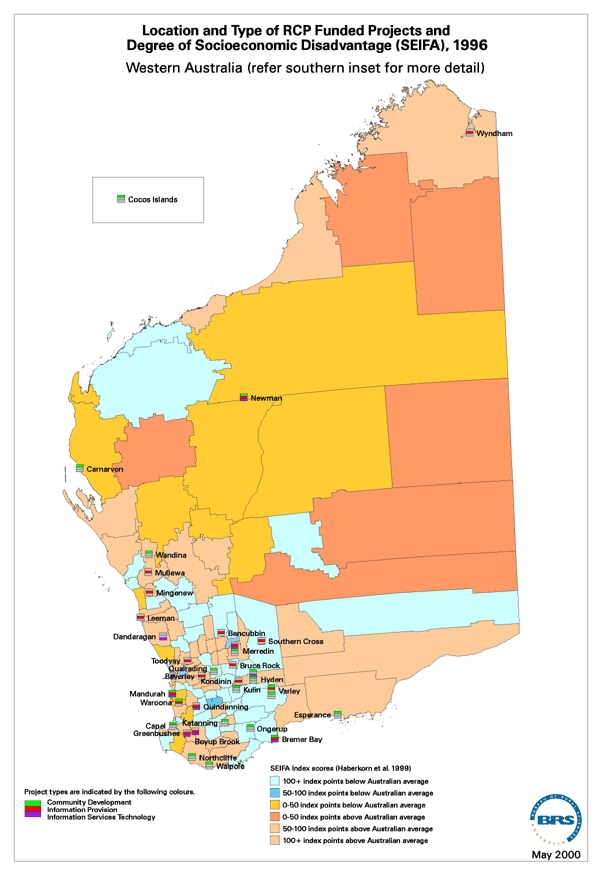 Location and Type of RCP Funded Projects and
Degree of Socioeconomic Disadvantage (SEIFA), 1996
Western Australia (refer southern inset for more detail)
Wyndham
Cocos Islands
Newman
Carnarvon
Wandina
Mullewa
Mingenew
Leeman
Dandaragan
Bencubbin
Southern Cross
Merredin
Toodyay
Quairading
Bruce Rock
Beverley
Kondinin
Hyden
Kulin
Varley
Mandurah
Waroona
Quindanning
Esperance
Capel
Katanning
Greenbushes
Ongerup
Boyup Brook
Bremer Bay
Northcliffe
Walpole
SEIFA Index scores (Haberkorn et al. 1999)
100+ index points below Australian average
50-100 index points below Australian average
0-50 index points below Australian average
0-50 index points above Australian average
50-100 index points above Australian average
100+ index points above Australian average
Project types are indicated by the following colours.
Community Development
Information Provision
Information Services Technology
BRS
May 2000